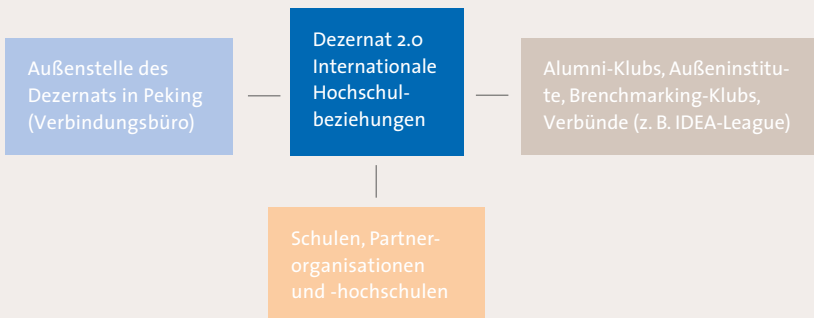 Außenstelle des
Dezernats in Peking
(Verbindungsbüro)
Dezernat 2.0
Internationale
Hochschul-
beziehungen
Alumni-Klubs, Außeninstitu-
te, Brenchmarking-Klubs,
Verbünde (z. B. IDEA-League)
Schulen, Partner-
organisationen
und -hochschulen